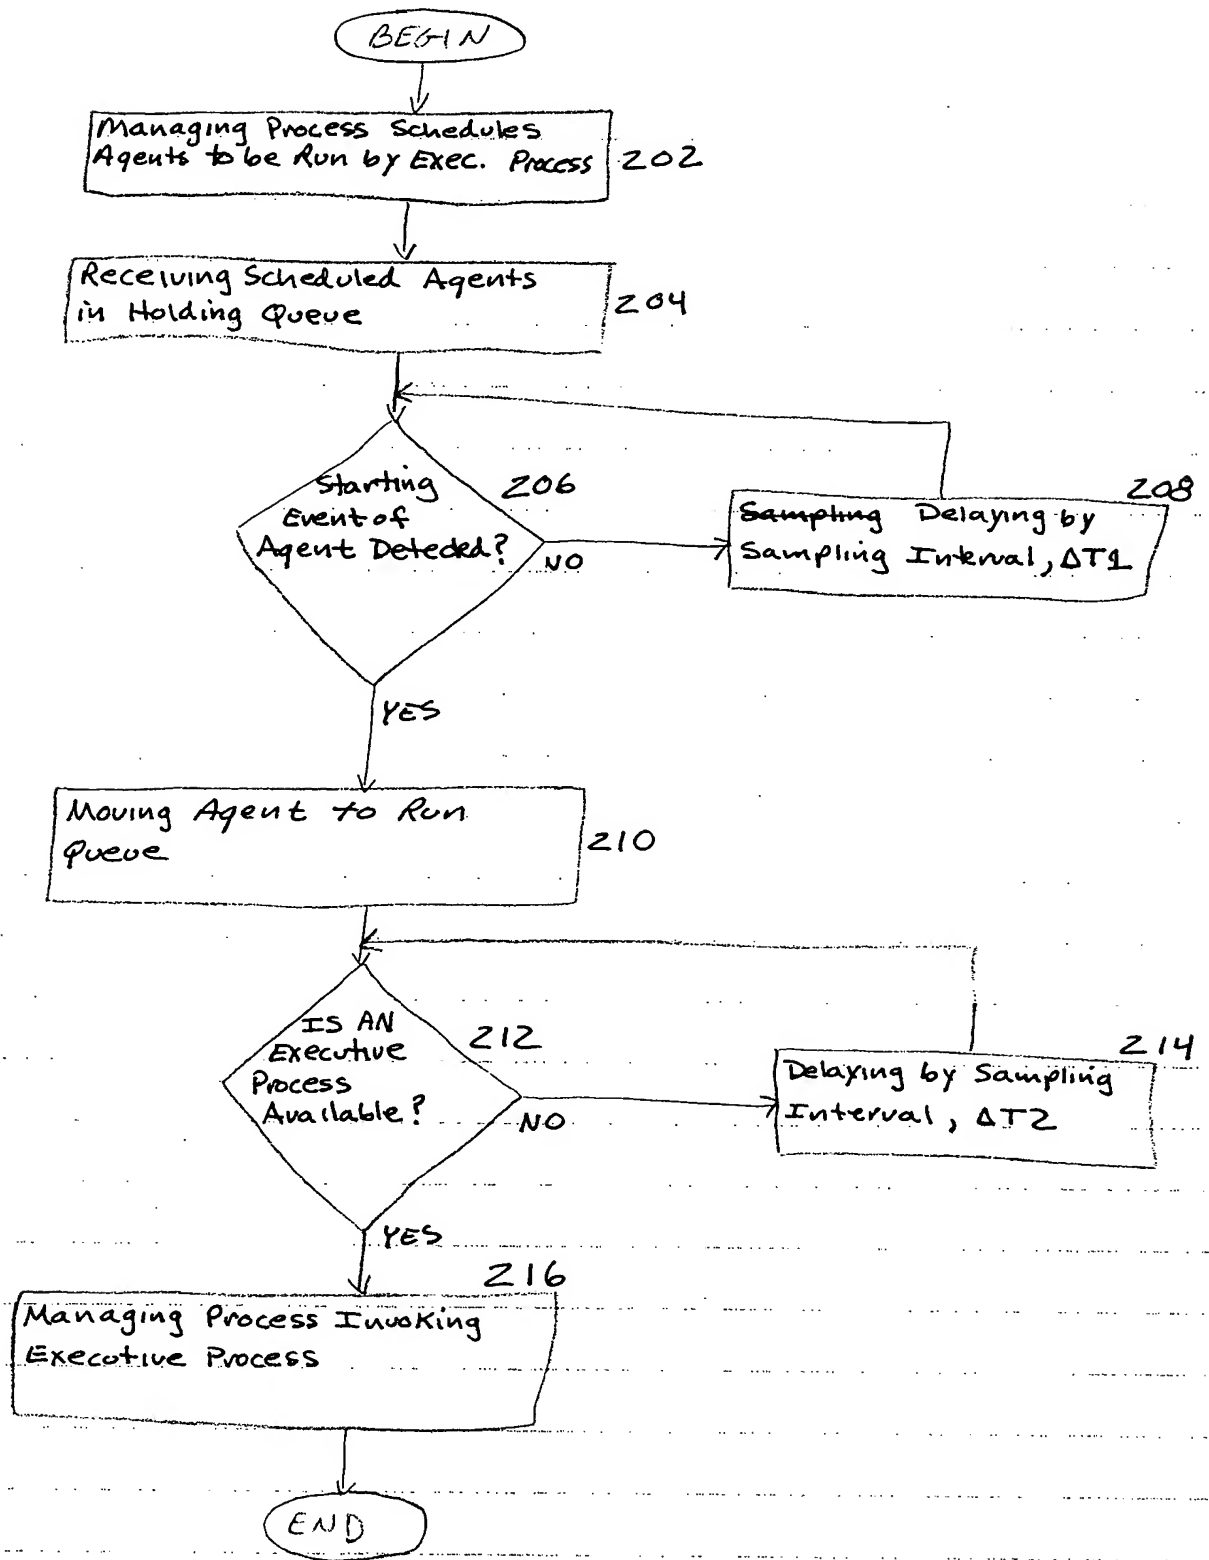 BEGIN
Managing Process Schedules
Agents to be Run by Exec. Process
202
Receiving Scheduled Agents
in Holding Queue
204
Starting
Event of
Agent Detected?
206
NO
208
Sampling Delaying by
Sampling Interval, ΔT1
YES
Moving Agent to Run
Queue
210
IS AN
Executive
Process
Available?
212
NO
214
Delaying by Sampling
Interval, ΔT2
YES
216
Managing Process Invoking
Executive Process
END